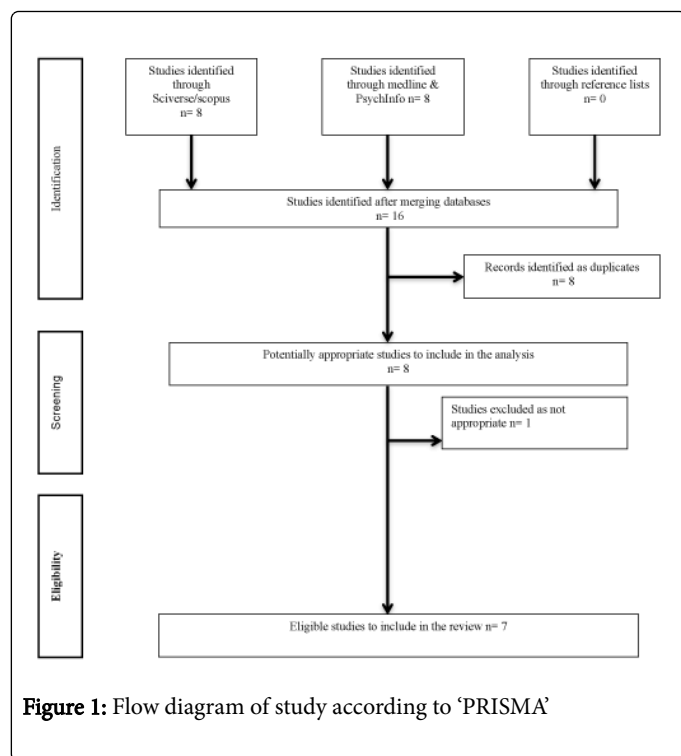 Identification
Studies identified
through
Sciverse/scopus
n= 8
Studies identified
through medline &
PsychInfo n= 8
Studies identified
through reference lists
n= 0
Studies identified after merging databases
n= 16
Records identified as duplicates
n= 8
Screening
Potentially appropriate studies to include in the analysis
n= 8
Studies excluded as not
appropriate n= 1
Eligibility
Eligible studies to include in the review n= 7
Figure 1: Flow diagram of study according to ‘PRISMA’